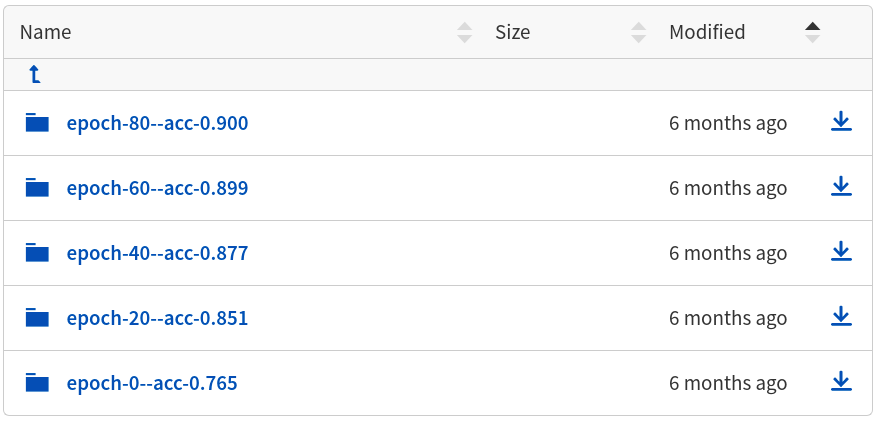 Name Size Modified
epoch-80--acc-0.900 6 months ago
epoch-60--acc-0.899 6 months ago
epoch-40--acc-0.877 6 months ago
epoch-20--acc-0.851 6 months ago
epoch-0--acc-0.765 6 months ago